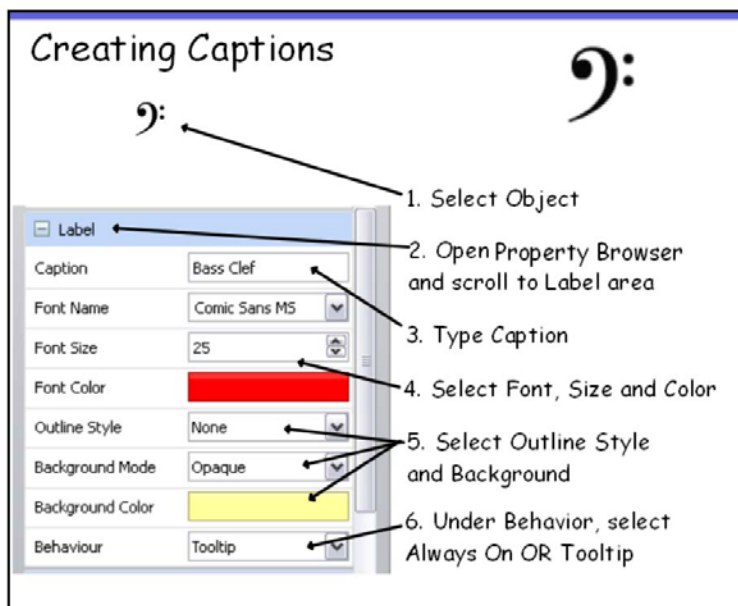 Creating Captions
1. Select Object
Label
2. Open Property Browser
and scroll to Label area
Caption Bass Clef
Font Name Comic Sans MS
3. Type Caption
Font Size 25
4. Select Font, Size and Color
Font Color
Outline Style None
5. Select Outline Style
and Background
Background Mode Opaque
Background Color
6. Under Behavior, select
Always On OR Tooltip
Behaviour Tooltip